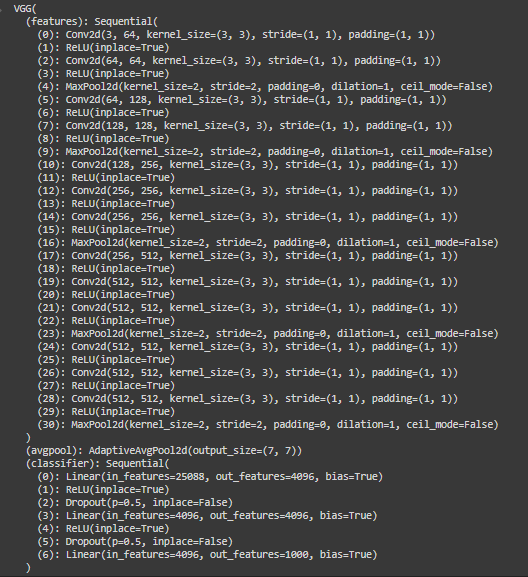 VGG(
(features): Sequential(
(0): Conv2d(3, 64, kernel_size=(3, 3), stride=(1, 1), padding=(1, 1))
(1): ReLU(inplace=True)
(2): Conv2d(64, 64, kernel_size=(3, 3), stride=(1, 1), padding=(1, 1))
(3): ReLU(inplace=True)
(4): MaxPool2d(kernel_size=2, stride=2, padding=0, dilation=1, ceil_mode=False)
(5): Conv2d(64, 128, kernel_size=(3, 3), stride=(1, 1), padding=(1, 1))
(6): ReLU(inplace=True)
(7): Conv2d(128, 128, kernel_size=(3, 3), stride=(1, 1), padding=(1, 1))
(8): ReLU(inplace=True)
(9): MaxPool2d(kernel_size=2, stride=2, padding=0, dilation=1, ceil_mode=False)
(10): Conv2d(128, 256, kernel_size=(3, 3), stride=(1, 1), padding=(1, 1))
(11): ReLU(inplace=True)
(12): Conv2d(256, 256, kernel_size=(3, 3), stride=(1, 1), padding=(1, 1))
(13): ReLU(inplace=True)
(14): Conv2d(256, 256, kernel_size=(3, 3), stride=(1, 1), padding=(1, 1))
(15): ReLU(inplace=True)
(16): MaxPool2d(kernel_size=2, stride=2, padding=0, dilation=1, ceil_mode=False)
(17): Conv2d(256, 512, kernel_size=(3, 3), stride=(1, 1), padding=(1, 1))
(18): ReLU(inplace=True)
(19): Conv2d(512, 512, kernel_size=(3, 3), stride=(1, 1), padding=(1, 1))
(20): ReLU(inplace=True)
(21): Conv2d(512, 512, kernel_size=(3, 3), stride=(1, 1), padding=(1, 1))
(22): ReLU(inplace=True)
(23): MaxPool2d(kernel_size=2, stride=2, padding=0, dilation=1, ceil_mode=False)
(24): Conv2d(512, 512, kernel_size=(3, 3), stride=(1, 1), padding=(1, 1))
(25): ReLU(inplace=True)
(26): Conv2d(512, 512, kernel_size=(3, 3), stride=(1, 1), padding=(1, 1))
(27): ReLU(inplace=True)
(28): Conv2d(512, 512, kernel_size=(3, 3), stride=(1, 1), padding=(1, 1))
(29): ReLU(inplace=True)
(30): MaxPool2d(kernel_size=2, stride=2, padding=0, dilation=1, ceil_mode=False)
)
(avgpool): AdaptiveAvgPool2d(output_size=(7, 7))
(classifier): Sequential(
(0): Linear(in_features=25088, out_features=4096, bias=True)
(1): ReLU(inplace=True)
(2): Dropout(p=0.5, inplace=False)
(3): Linear(in_features=4096, out_features=4096, bias=True)
(4): ReLU(inplace=True)
(5): Dropout(p=0.5, inplace=False)
(6): Linear(in_features=4096, out_features=1000, bias=True)
)